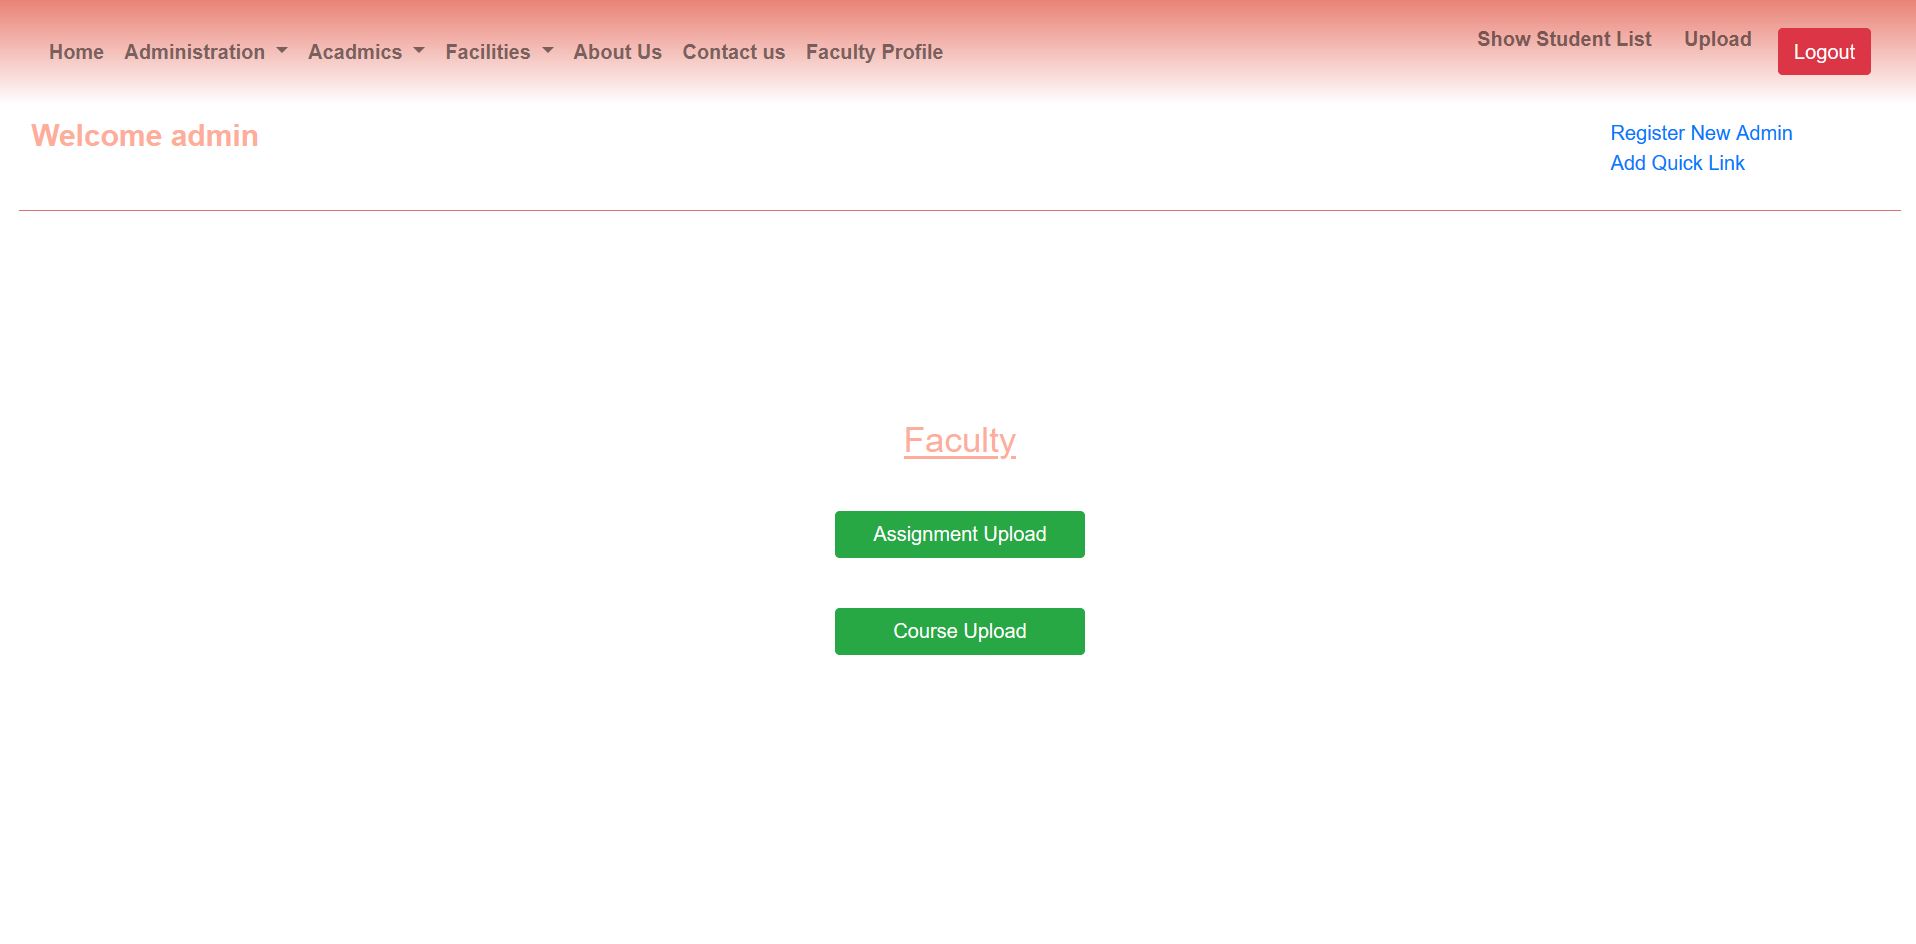 Home Administration Acadmics Facilities About Us Contact us Faculty Profile Show Student List Upload Logout
Welcome admin
Register New Admin
Add Quick Link
Faculty
Assignment Upload
Course Upload